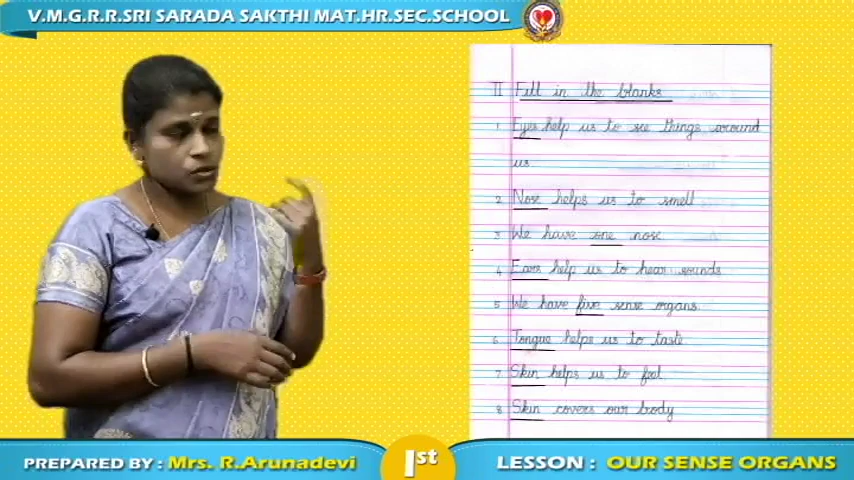 V.M.G.R.R.SRI SARADA SAKTHI MAT.HR.SEC.SCHOOL
II Fill in the blanks
1. Eyes help us to see things around
us.
2. Nose helps us to smell
3. We have one nose.
4. Ears help us to hear sounds
5. We have five sense organs.
6. Tongue helps us to taste
7. Skin helps us to feel.
8. Skin covers our body
PREPARED BY : Mrs. R.Arunadevi
1st
LESSON : OUR SENSE ORGANS